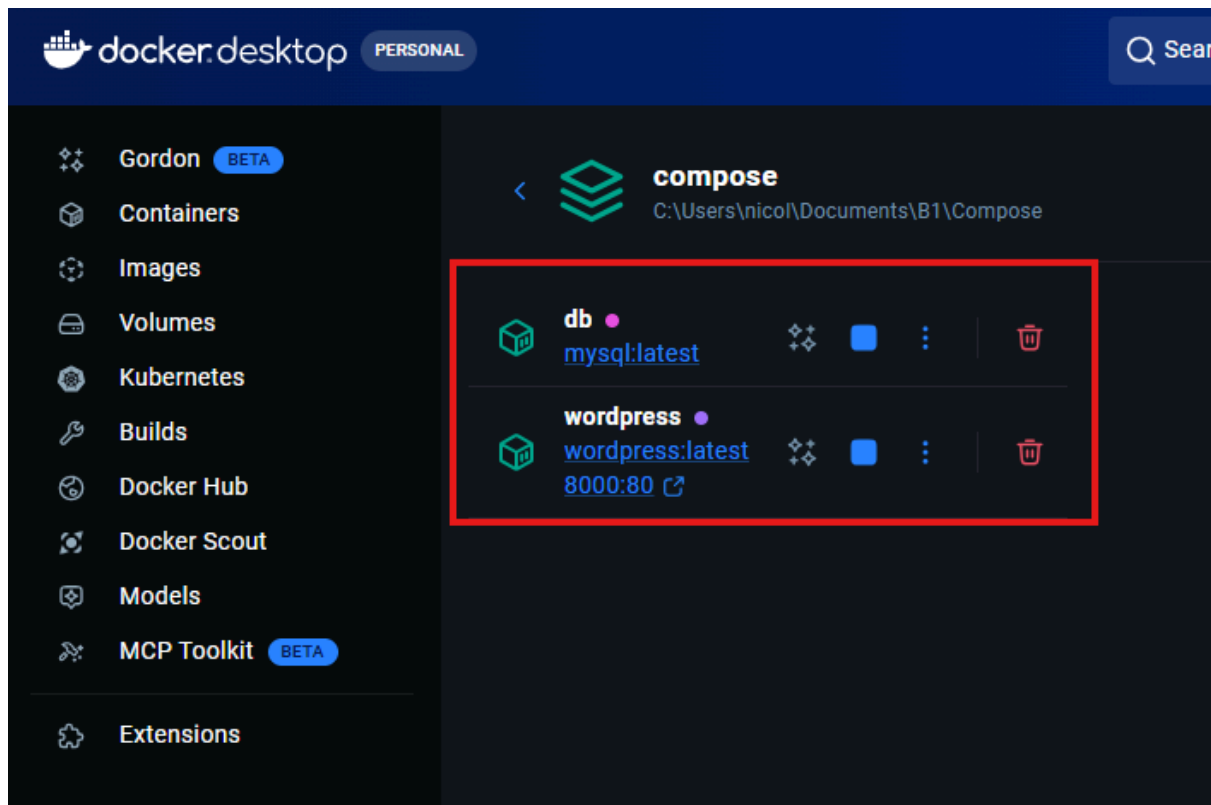 docker.desktop PERSONAL
Sear
Gordon BETA
Containers
Images
Volumes
Kubernetes
Builds
Docker Hub
Docker Scout
Models
MCP Toolkit BETA
Extensions
compose
C:\Users\nicol\Documents\B1\Compose
db
mysql:latest
wordpress
wordpress:latest
8000:80